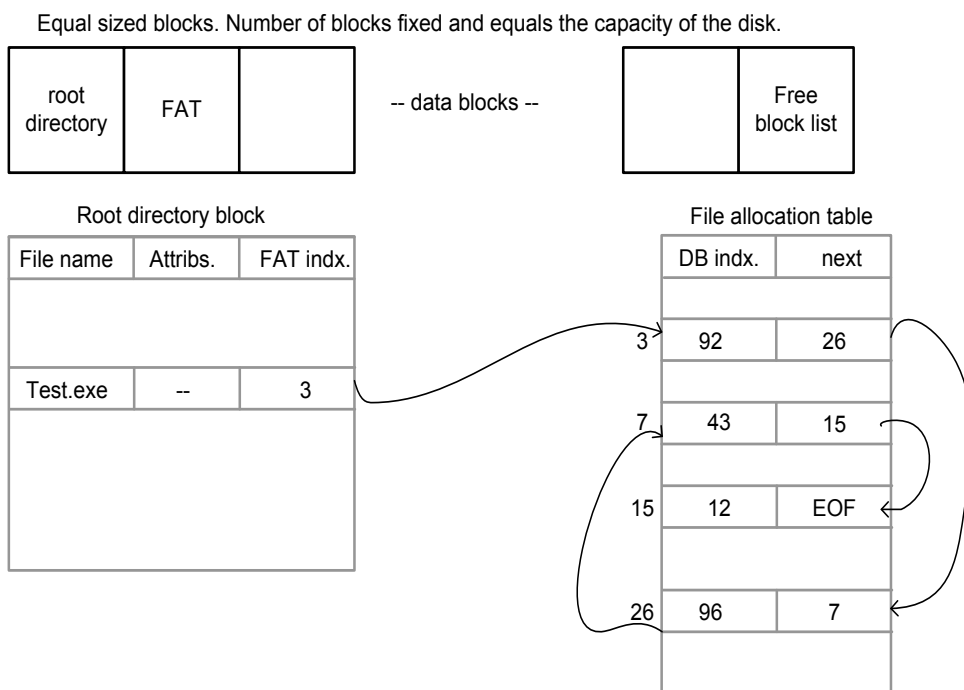 Equal sized blocks. Number of blocks fixed and equals the capacity of the disk.
root
directory
FAT
-- data blocks --
Free
block list
Root directory block
File name Attribs. FAT indx.
Test.exe -- 3
File allocation table
DB indx. next
3 92 26
7 43 15
15 12 EOF
26 96 7